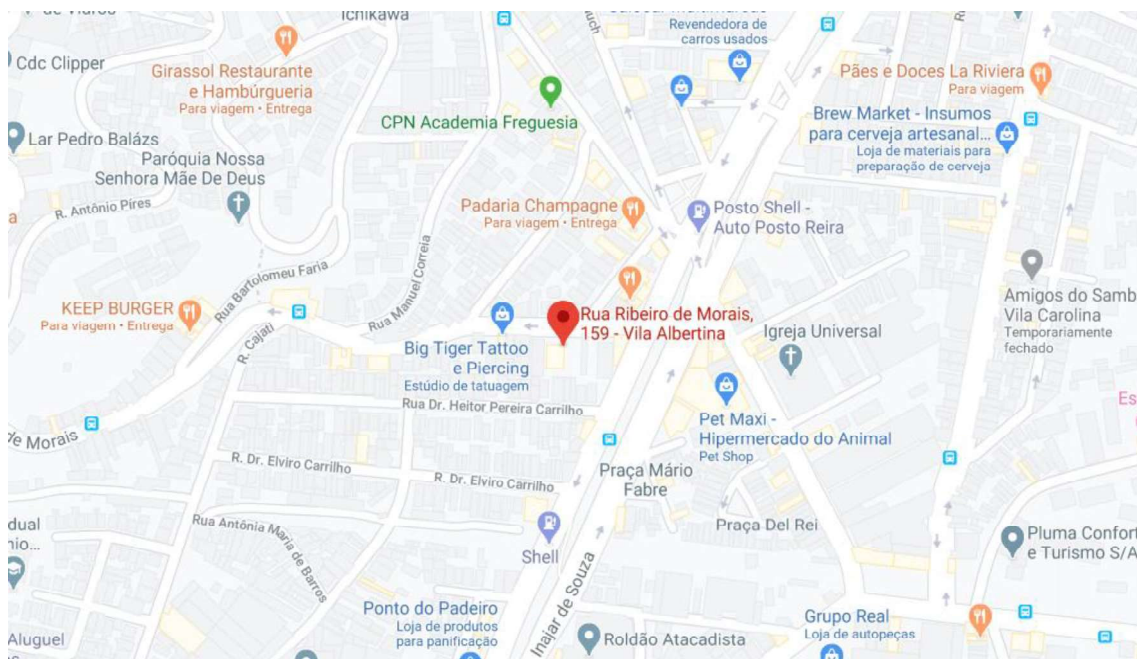 Ichikawa
Revendedora de
carros usados
Cdc Clipper
Girassol Restaurante
e Hambúrgueria
Para viagem • Entrega
Pães e Doces La Riviera
Para viagem
CPN Academia Freguesia
Brew Market - Insumos
para cerveja artesanal...
Loja de materiais para
preparação de cerveja
Lar Pedro Balázs
Paróquia Nossa
Senhora Mãe De Deus
R. Antônio Pires
Padaria Champagne
Para viagem • Entrega
Posto Shell -
Auto Posto Reira
Rua Bartolomeu Faria
Rua Manuel Correia
KEEP BURGER
Para viagem • Entrega
R. Cajati
Rua Ribeiro de Morais,
159 - Vila Albertina
Igreja Universal
Amigos do Samb
Vila Carolina
Temporariamente
fechado
Big Tiger Tattoo
e Piercing
Estúdio de tatuagem
Rua Dr. Heitor Pereira Carrilho
Pet Maxi -
Hipermercado do Animal
Pet Shop
Es
de Morais
R. Dr. Elviro Carrilho
R. Dr. Elviro Carrilho
Praça Mário
Fabre
Praça Del Rei
Rua Antônia Maria de Barros
Shell
dual
nio...
Pluma Confort
e Turismo S/A
Inajar de Souza
Ponto do Padeiro
Loja de produtos
para panificação
Grupo Real
Loja de autopeças
Roldão Atacadista
Aluguel